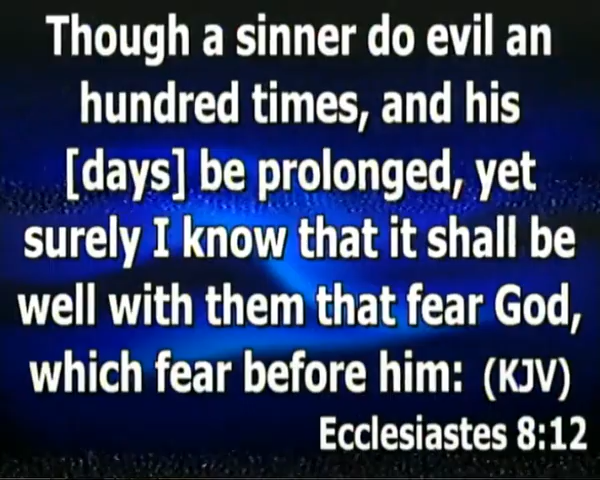 Though a sinner do evil an
hundred times, and his
[days] be prolonged, yet
surely I know that it shall be
well with them that fear God,
which fear before him: (KJV)
Ecclesiastes 8:12